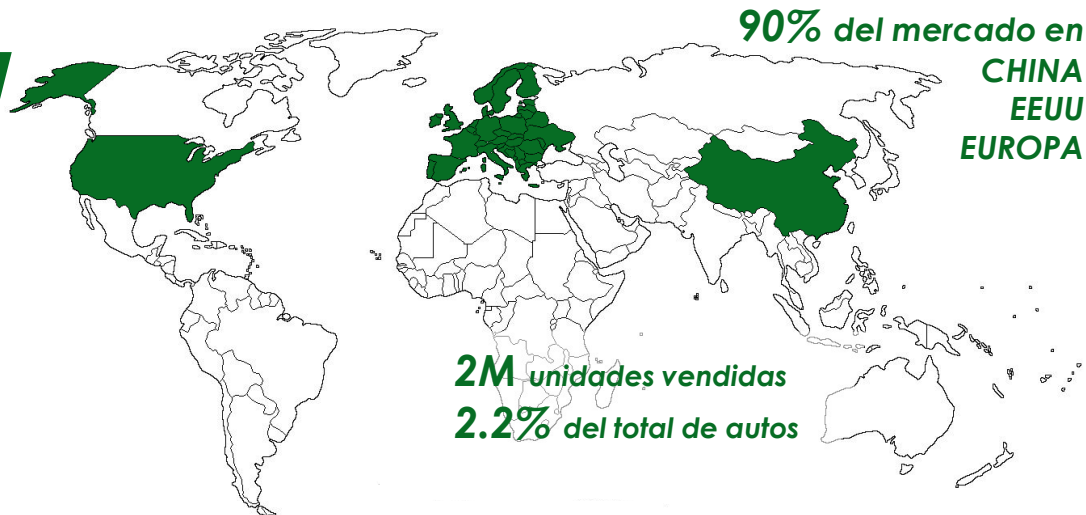 90% del mercado en
CHINA
EEUU
EUROPA
2M unidades vendidas
2.2% del total de autos